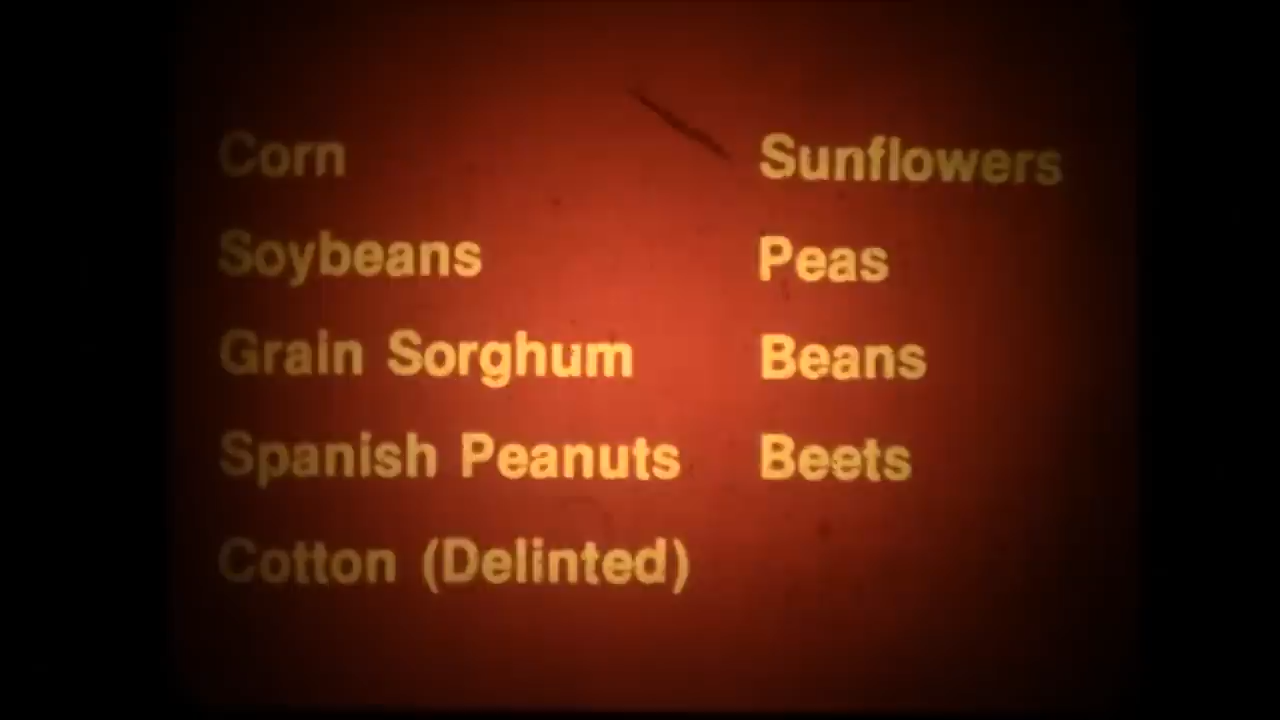 Corn
Soybeans
Grain Sorghum
Spanish Peanuts
Cotton (Delinted)
Sunflowers
Peas
Beans
Beets